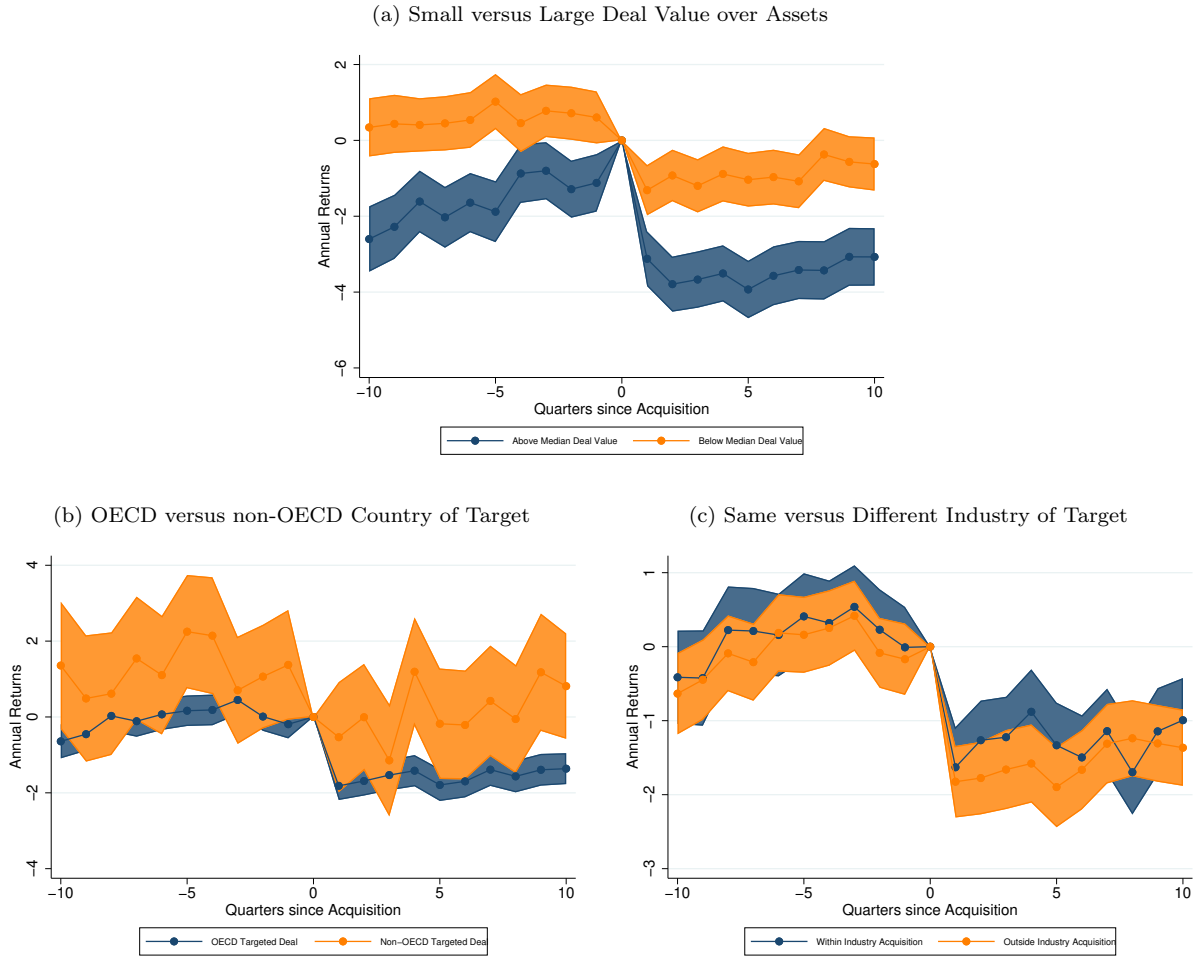 (a) Small versus Large Deal Value over Assets
2
0
−2
−4
−6
Annual Returns
−10
−5
0
5
10
Quarters since Acquisition
Above Median Deal Value
Below Median Deal Value
(b) OECD versus non-OECD Country of Target
4
2
0
−2
−4
Annual Returns
−10
−5
0
5
10
Quarters since Acquisition
OECD Targeted Deal
Non−OECD Targeted Deal
(c) Same versus Different Industry of Target
1
0
−1
−2
−3
Annual Returns
−10
−5
0
5
10
Quarters since Acquisition
Within Industry Acquisition
Outside Industry Acquisition